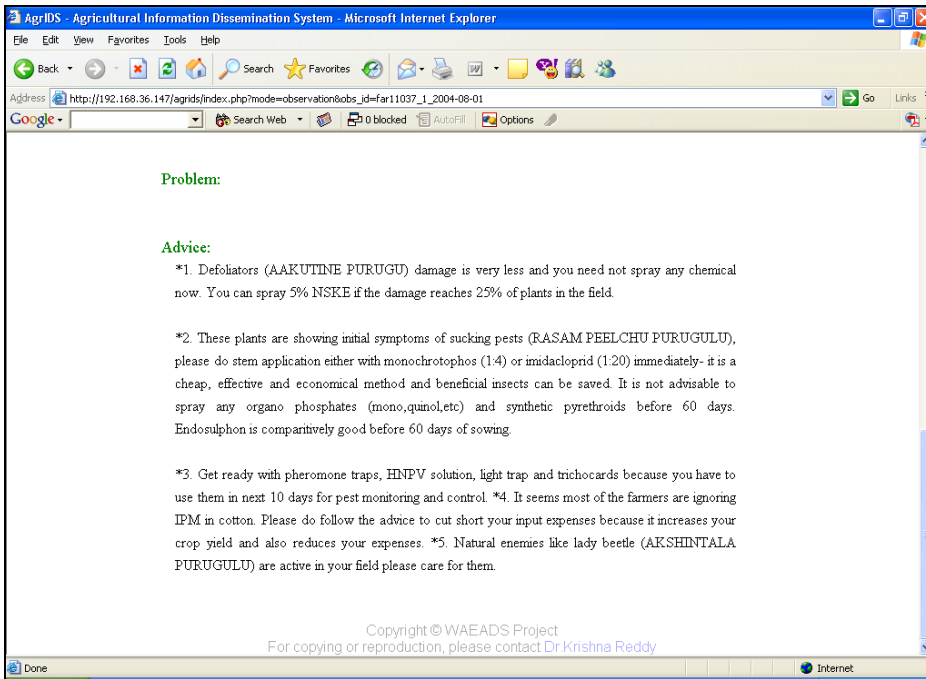 AgrIDS - Agricultural Information Dissemination System - Microsoft Internet Explorer
File Edit View Favorites Tools Help
Back Search Favorites
Address http://192.168.36.147/agrids/index.php?mode=observation&obs_id=far11037_1_2004-08-01 Go Links
Google Search Web 0 blocked AutoFill Options
Problem:
Advice:
*1. Defoliators (AAKUTINE PURUGU) damage is very less and you need not spray any chemical
now. You can spray 5% NSKE if the damage reaches 25% of plants in the field.
*2. These plants are showing initial symptoms of sucking pests (RASAM PEELCHU PURUGULU),
please do stem application either with monochrotophos (1:4) or imidacloprid (1:20) immediately- it is a
cheap, effective and economical method and beneficial insects can be saved. It is not advisable to
spray any organo phosphates (mono,quinol,etc) and synthetic pyrethroids before 60 days.
Endosulphon is comparitively good before 60 days of sowing.
*3. Get ready with pheromone traps, HNPV solution, light trap and trichocards because you have to
use them in next 10 days for pest monitoring and control. *4. It seems most of the farmers are ignoring
IPM in cotton. Please do follow the advice to cut short your input expenses because it increases your
crop yield and also reduces your expenses. *5. Natural enemies like lady beetle (AKSHINTALA
PURUGULU) are active in your field please care for them.
Copyright © WAEADS Project
For copying or reproduction, please contact Dr.Krishna Reddy
Done Internet